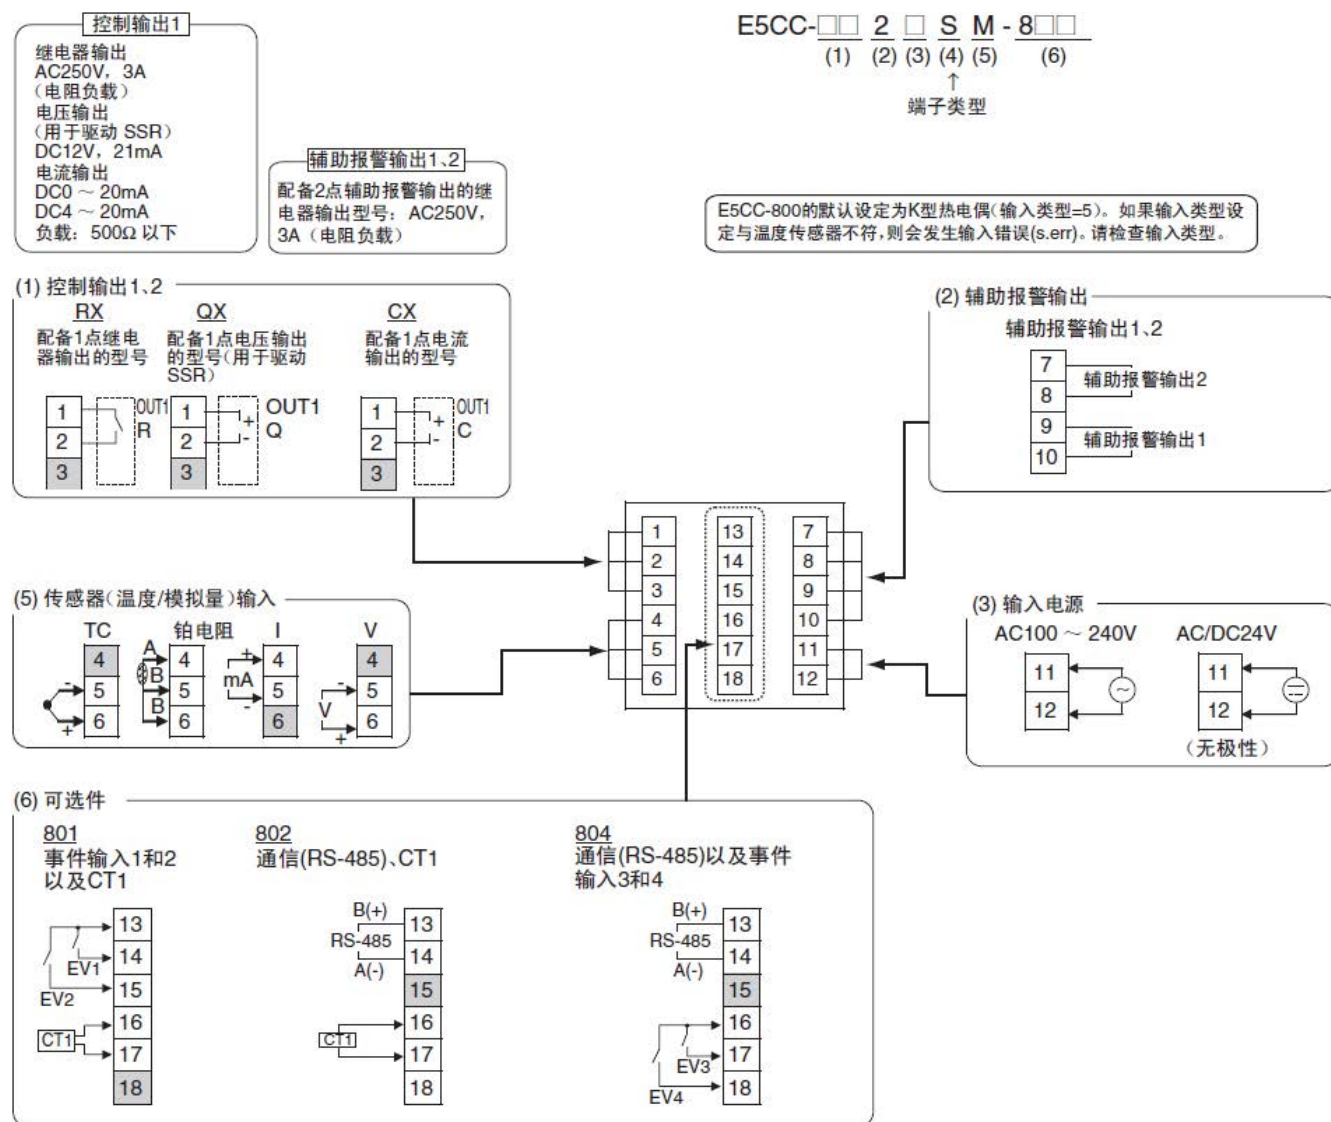 控制输出1
继电器输出
AC250V，3A
（电阻负载）
电压输出
（用于驱动 SSR）
DC12V，21mA
电流输出
DC0 ～ 20mA
DC4 ～ 20mA
负载：500Ω 以下
辅助报警输出1、2
配备2点辅助报警输出的继
电器输出型号：AC250V，
3A（电阻负载）
E5CC-□□ 2 □ S M - 8□□
(1) (2) (3) (4) (5) (6)
↑
端子类型
E5CC-800的默认设定为K型热电偶(输入类型=5)。如果输入类型设
定与温度传感器不符，则会发生输入错误(s.err)。请检查输入类型。
(1) 控制输出1、2
RX
配备1点继电
器输出的型号
1
2
3
OUT1
R
QX
配备1点电压输出
的型号(用于驱动
SSR)
1
2
3
+
-
OUT1
Q
CX
配备1点电流
输出的型号
1
2
3
+
-
OUT1
C
(2) 辅助报警输出
辅助报警输出1、2
7
8
9
10
辅助报警输出2
辅助报警输出1
1
2
3
4
5
6
13
14
15
16
17
18
7
8
9
10
11
12
(5) 传感器(温度/模拟量)输入
TC
4
5
6
-
+
铂电阻
A
B
B
4
5
6
I
+
mA
-
4
5
6
V
-
V
+
4
5
6
(3) 输入电源
AC100 ～ 240V
11
12
～
AC/DC24V
11
12
（无极性）
(6) 可选件
801
事件输入1和2
以及CT1
13
14
15
16
17
18
EV1
EV2
CT1
802
通信(RS-485)、CT1
B(+)
RS-485
A(-)
CT1
13
14
15
16
17
18
804
通信(RS-485)以及事件
输入3和4
B(+)
RS-485
A(-)
EV3
EV4
13
14
15
16
17
18